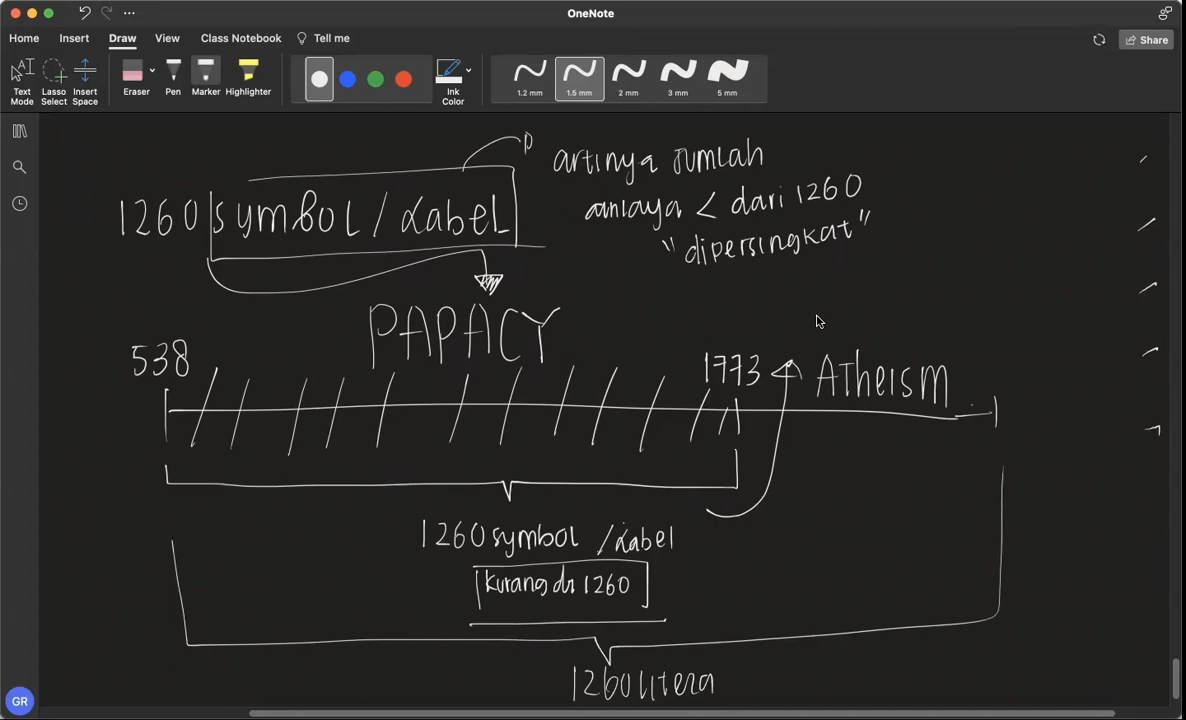 OneNote
Home Insert Draw View Class Notebook Tell me
Share
Text Mode
Lasso Select
Insert Space
Eraser
Pen
Marker
Highlighter
Ink Color
1.2 mm
1.5 mm
2 mm
3 mm
5 mm
artinya Jumlah
1260 symbol / Label
anlaya < dari 1260
"dipersingkat"
PAPACY
538
1773
Atheism
1260 symbol / Label
kurang dr 1260
1260 Litera
GR